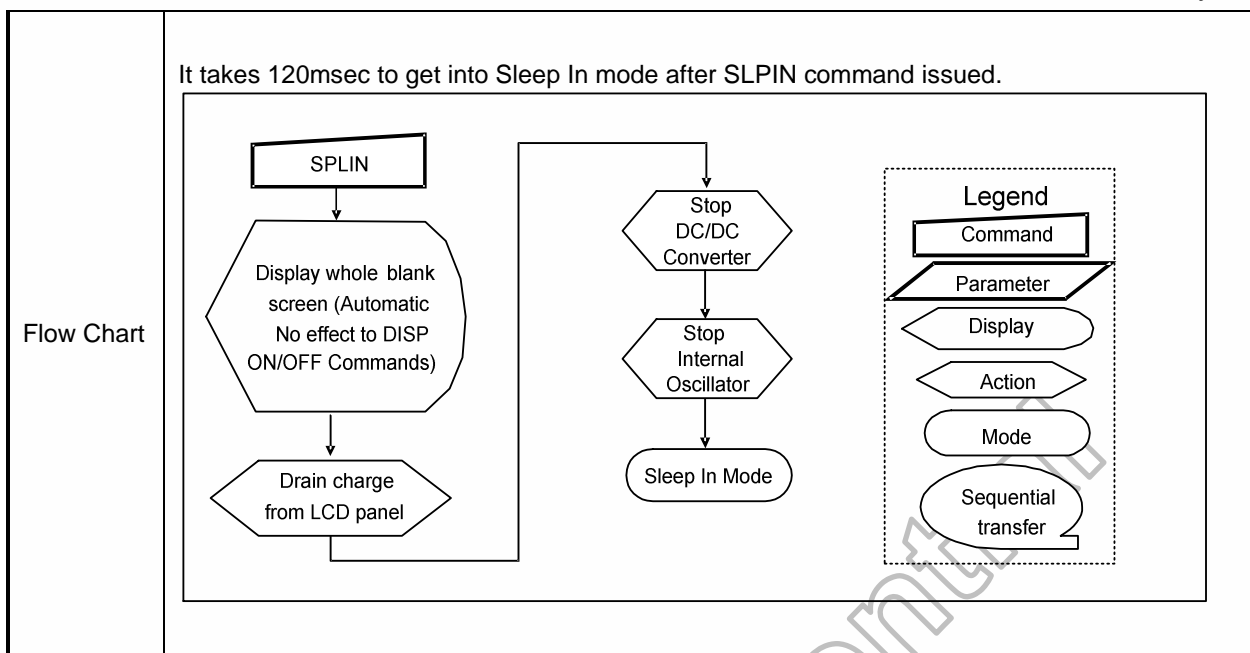 Flow Chart
It takes 120msec to get into Sleep In mode after SLPIN command issued.
SPLIN
Display whole blank
screen (Automatic
No effect to DISP
ON/OFF Commands)
Drain charge
from LCD panel
Stop
DC/DC
Converter
Stop
Internal
Oscillator
Sleep In Mode
Legend
Command
Parameter
Display
Action
Mode
Sequential
transfer